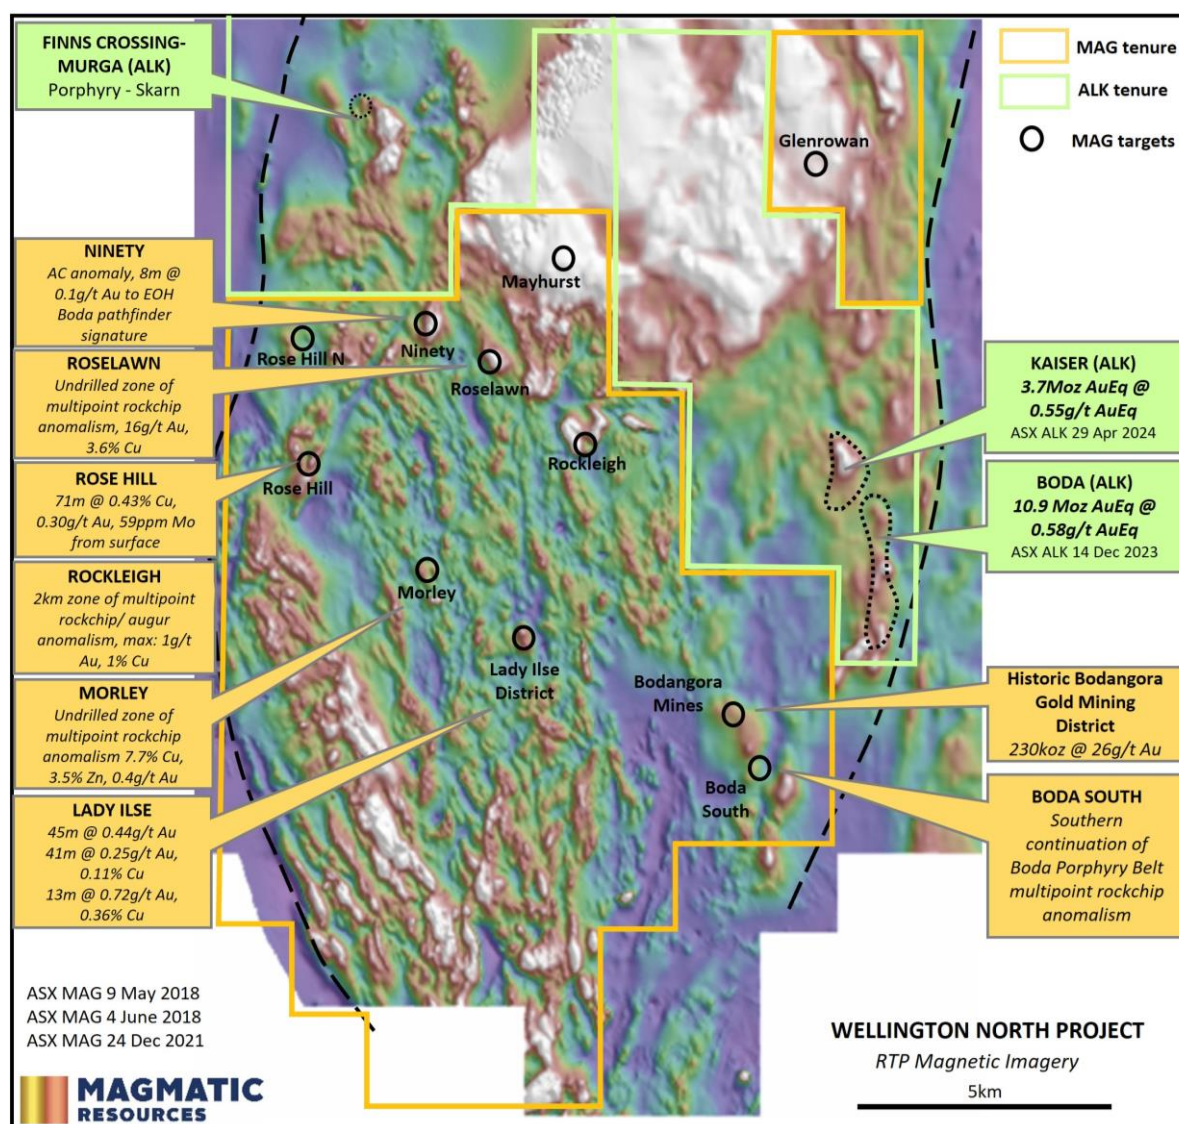 FINNS CROSSING-
MURGA (ALK)
Porphyry - Skarn
MAG tenure
ALK tenure
MAG targets
Glenrowan
Mayhurst
NINETY
AC anomaly, 8m @
0.1g/t Au to EOH
Boda pathfinder
signature
Rose Hill N
Ninety
Roselawn
ROSELAWN
Undrilled zone of
multipoint rockchip
anomalism, 16g/t Au,
3.6% Cu
KAISER (ALK)
3.7Moz AuEq @
0.55g/t AuEq
ASX ALK 29 Apr 2024
Rockleigh
Rose Hill
ROSE HILL
71m @ 0.43% Cu,
0.30g/t Au, 59ppm Mo
from surface
BODA (ALK)
10.9 Moz AuEq @
0.58g/t AuEq
ASX ALK 14 Dec 2023
ROCKLEIGH
2km zone of multipoint
rockchip/ augur
anomalism, max: 1g/t
Au, 1% Cu
Morley
Lady Ilse
District
MORLEY
Undrilled zone of
multipoint rockchip
anomalism 7.7% Cu,
3.5% Zn, 0.4g/t Au
Bodangora
Mines
Historic Bodangora
Gold Mining
District
230koz @ 26g/t Au
Boda
South
LADY ILSE
45m @ 0.44g/t Au
41m @ 0.25g/t Au,
0.11% Cu
13m @ 0.72g/t Au,
0.36% Cu
BODA SOUTH
Southern
continuation of
Boda Porphyry Belt
multipoint rockchip
anomalism
ASX MAG 9 May 2018
ASX MAG 4 June 2018
ASX MAG 24 Dec 2021
MAGMATIC
RESOURCES
WELLINGTON NORTH PROJECT
RTP Magnetic Imagery
5km